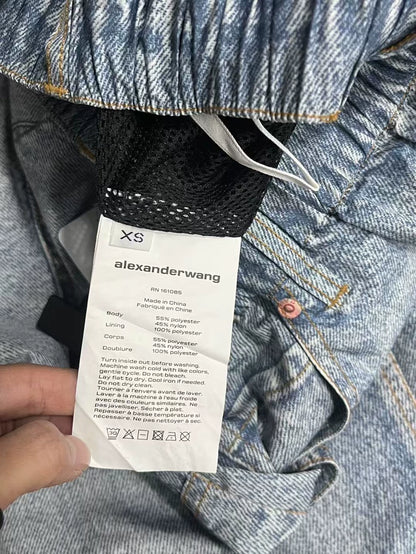 XS
alexanderwang
RN 161085
Made in China
Fabriqué en Chine
Body 55% polyester
45% nylon
Lining 100% polyester
Corps 55% polyester
45% nylon
Doublure 100% polyester
Turn inside out before washing.
Machine wash cold with like colors,
gentle cycle. Do not bleach.
Lay flat to dry. Cool iron if needed.
Do not dry clean.
Tourner à l'envers avant de laver.
Laver à la machine à l'eau froide
avec des couleurs similaires. Ne
pas javeliser. Sécher à plat.
Repasser à basse température si
nécessaire. Ne pas nettoyer à sec.
30